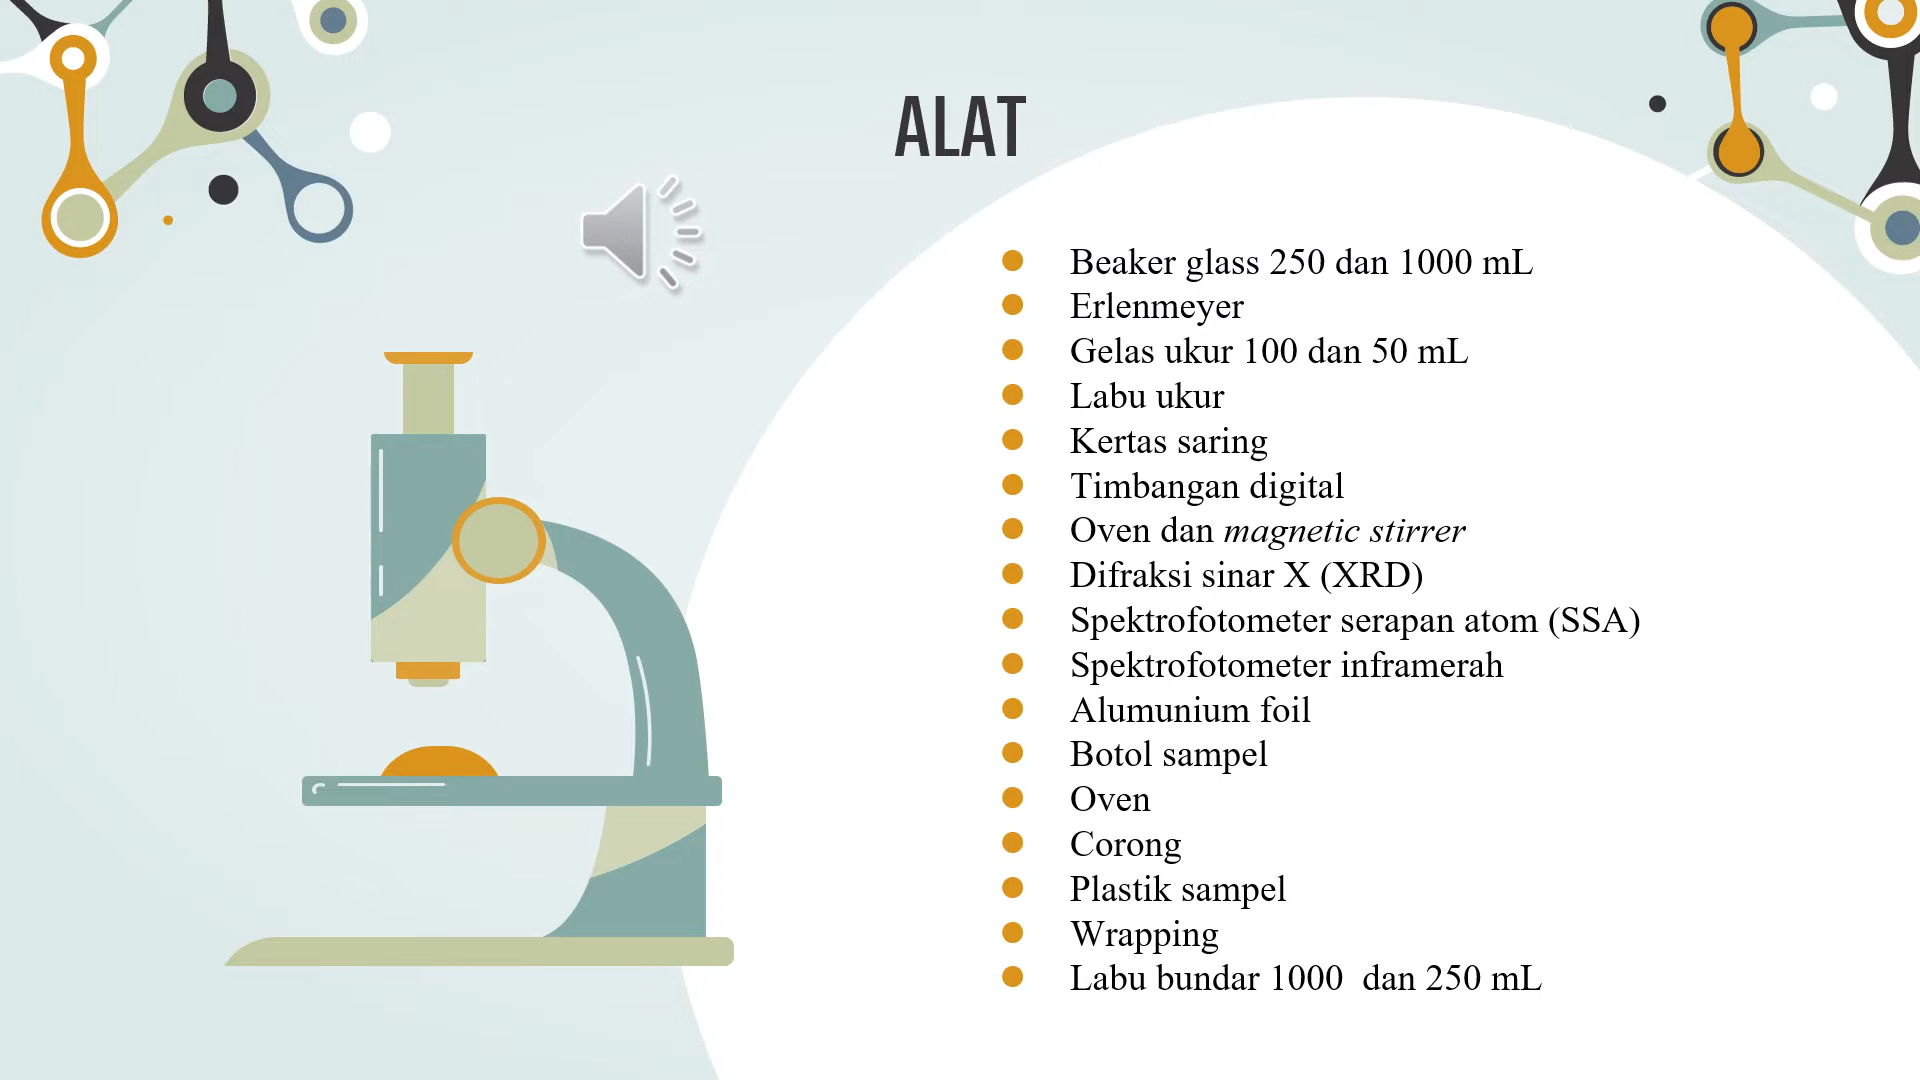 ALAT
Beaker glass 250 dan 1000 mL
Erlenmeyer
Gelas ukur 100 dan 50 mL
Labu ukur
Kertas saring
Timbangan digital
Oven dan magnetic stirrer
Difraksi sinar X (XRD)
Spektrofotometer serapan atom (SSA)
Spektrofotometer inframerah
Alumunium foil
Botol sampel
Oven
Corong
Plastik sampel
Wrapping
Labu bundar 1000  dan 250 mL